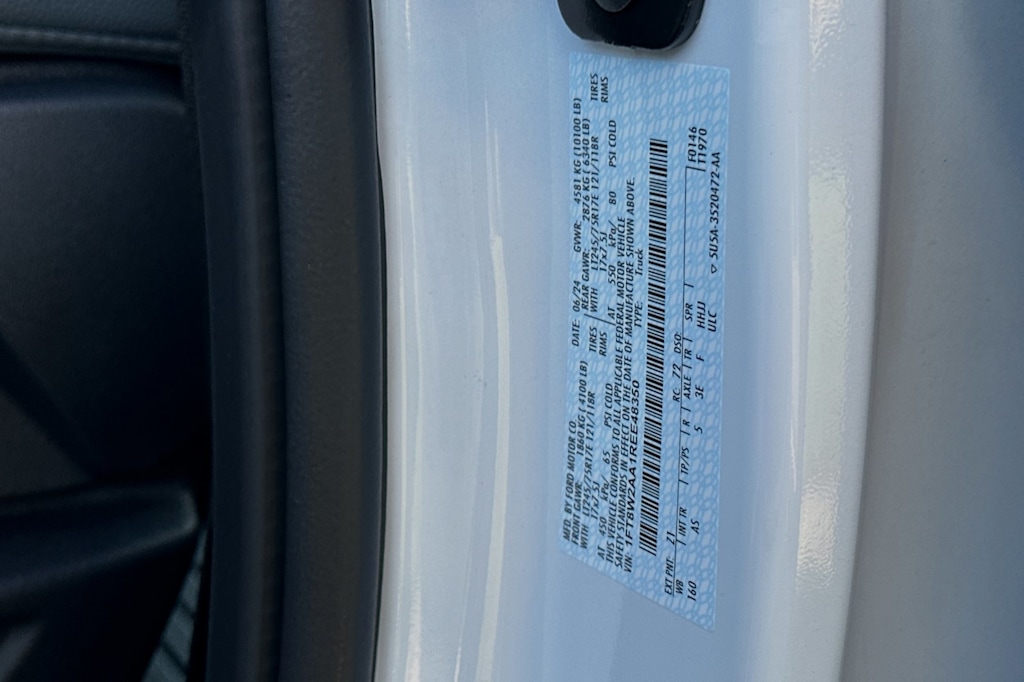 MFD. BY FORD MOTOR CO.
DATE: 06/24 GVWR: 4581 KG (10100 LB)
FRONT GAWR: 1860 KG ( 4100 LB) REAR GAWR: 2876 KG ( 6340 LB)
WITH LT245/75R17E 121/118R TIRES WITH LT245/75R17E 121/118R TIRES
17x7.5J RIMS 17x7.5J RIMS
AT 450 kPa/ 65 PSI COLD AT 550 kPa/ 80 PSI COLD
THIS VEHICLE CONFORMS TO ALL APPLICABLE FEDERAL MOTOR VEHICLE
SAFETY STANDARDS IN EFFECT ON THE DATE OF MANUFACTURE SHOWN ABOVE.
VIN: 1FT8W2AA1REE48350 TYPE: Truck
F0146
T1970
EXT PNT: Z1 RC: 72 DSO:
WB INT TR TP/PS R AXLE TR SPR
160 AS 5 3E F HHJJ
ULC ▽ SU5A-3520472-AA